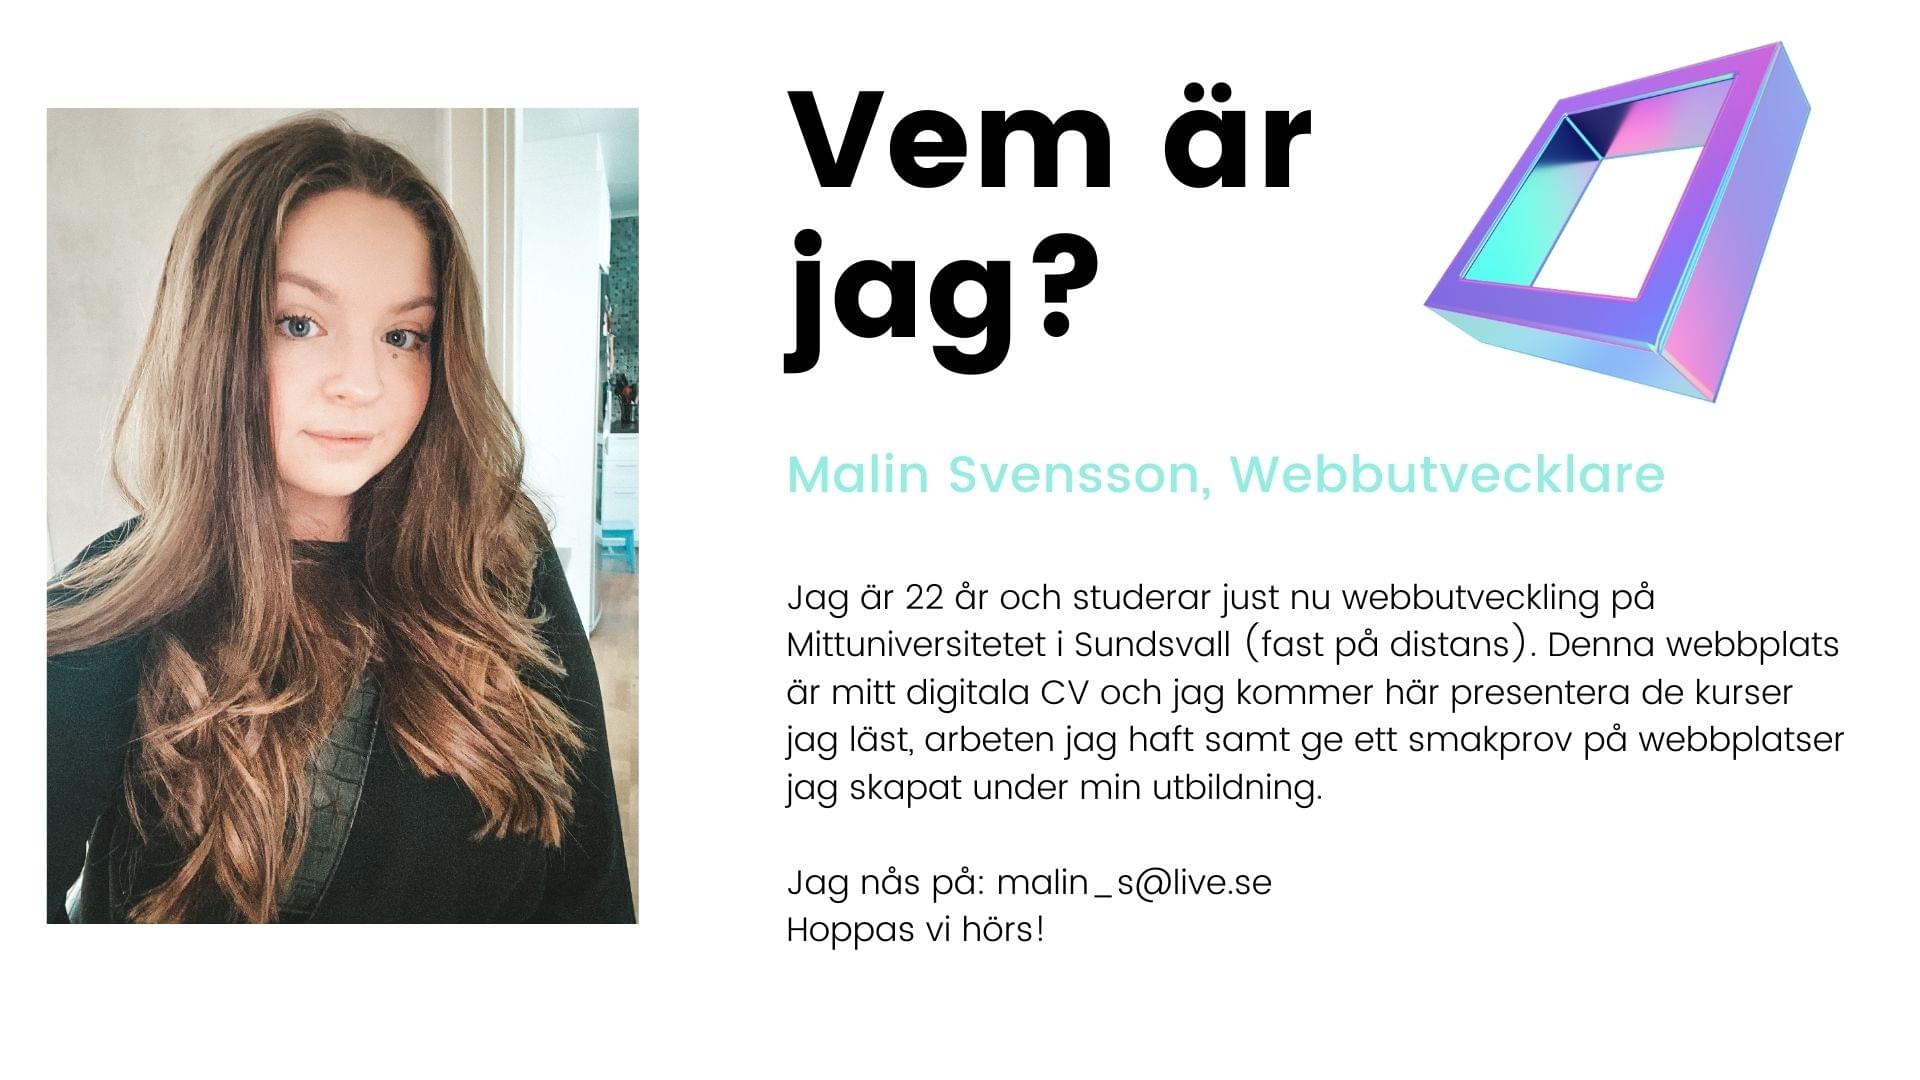 Vem är
jag?
Malin Svensson, Webbutvecklare
Jag är 22 år och studerar just nu webbutveckling på
Mittuniversitetet i Sundsvall (fast på distans). Denna webbplats
är mitt digitala CV och jag kommer här presentera de kurser
jag läst, arbeten jag haft samt ge ett smakprov på webbplatser
jag skapat under min utbildning.
Jag nås på: malin_s@live.se
Hoppas vi hörs!